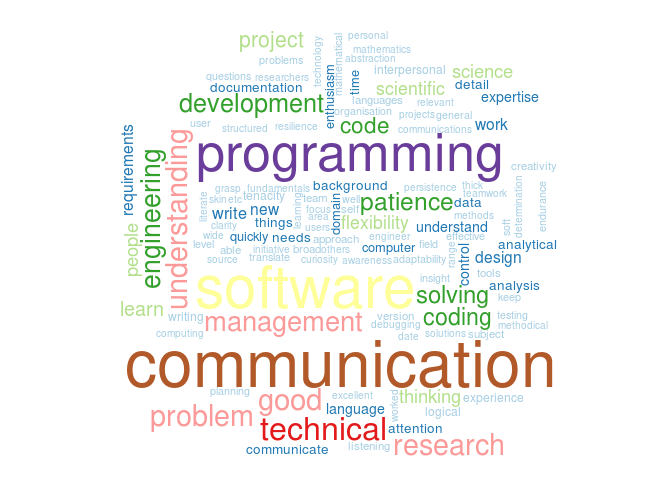 project
personal
mathematics
abstraction
problems
technology
mathematical
questions
researchers
interpersonal
science
documentation
enthusiasm
time
scientific
detail
expertise
development
languages
relevant
organisation
projects
general
user
structured
resilience
code
communications
work
requirements
understanding
programming
engineering
people
creativity
grasp
fundamentals
background
persistence
thick
skin
etc
tenacity
team
well
patience
data
determination
endurance
literate
write
new
learning
focus
self
domain
methods
clarity
things
area
users
flexibility
understand
soft
wide
quickly
needs
approach
engineer
effective
level
able
initiative
broad
others
computer
field
range
control
analytical
source
translate
curiosity
awareness
adaptability
design
insight
tools
software
solving
analysis
keep
learn
writing
management
version
coding
testing
debugging
methodical
computing
date
solutions
subject
communication
planning
good
excellent
worked
thinking
experience
problem
language
logical
technical
attention
research
communicate
listening
teamwork